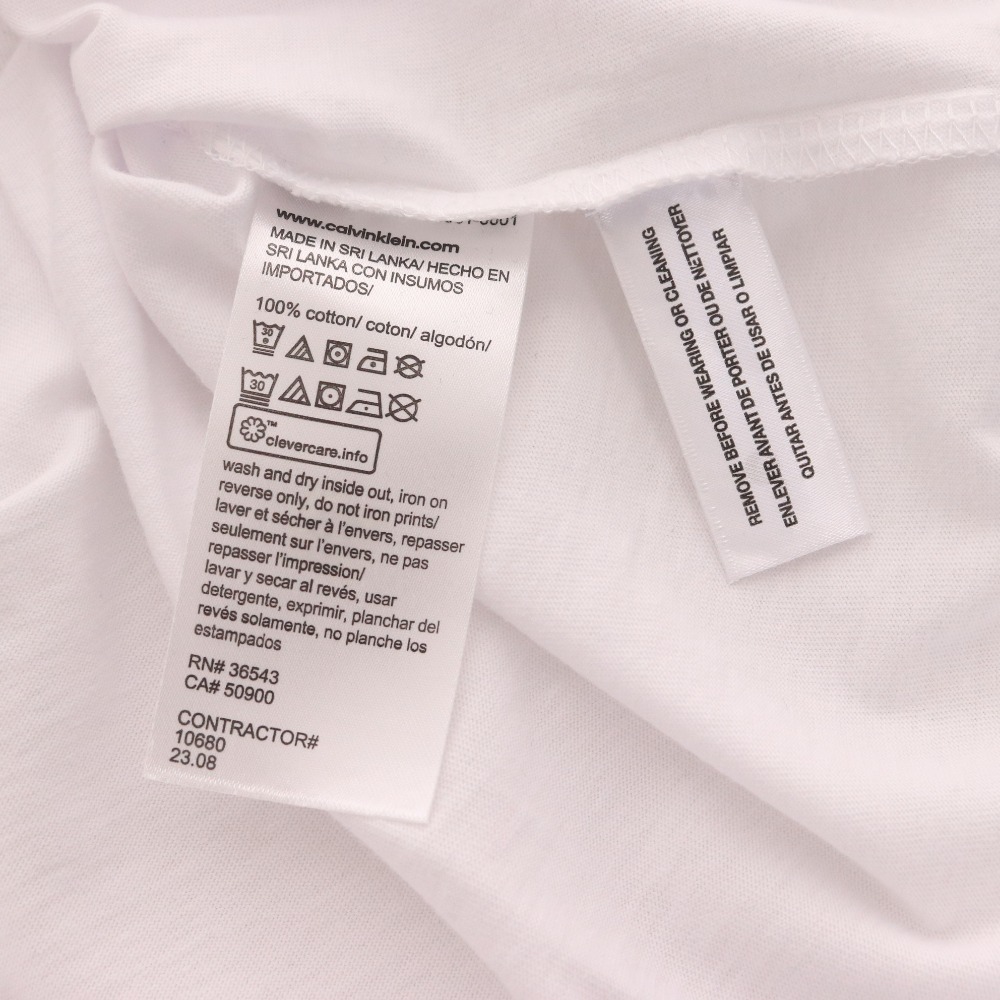 www.calvinklein.com
MADE IN SRI LANKA/ HECHO EN
SRI LANKA CON INSUMOS
IMPORTADOS/
100% cotton/ coton/ algodón/
30
30
™
clevercare.info
wash and dry inside out, iron on
reverse only, do not iron prints/
laver et sécher à l'envers, repasser
seulement sur l'envers, ne pas
repasser l'impression/
lavar y secar al revés, usar
detergente, exprimir, planchar del
revés solamente, no planche los
estampados
RN# 36543
CA# 50900
CONTRACTOR#
10680
23.08
REMOVE BEFORE WEARING OR CLEANING
ENLEVER AVANT DE PORTER OU DE NETTOYER
QUITAR ANTES DE USAR O LIMPIAR